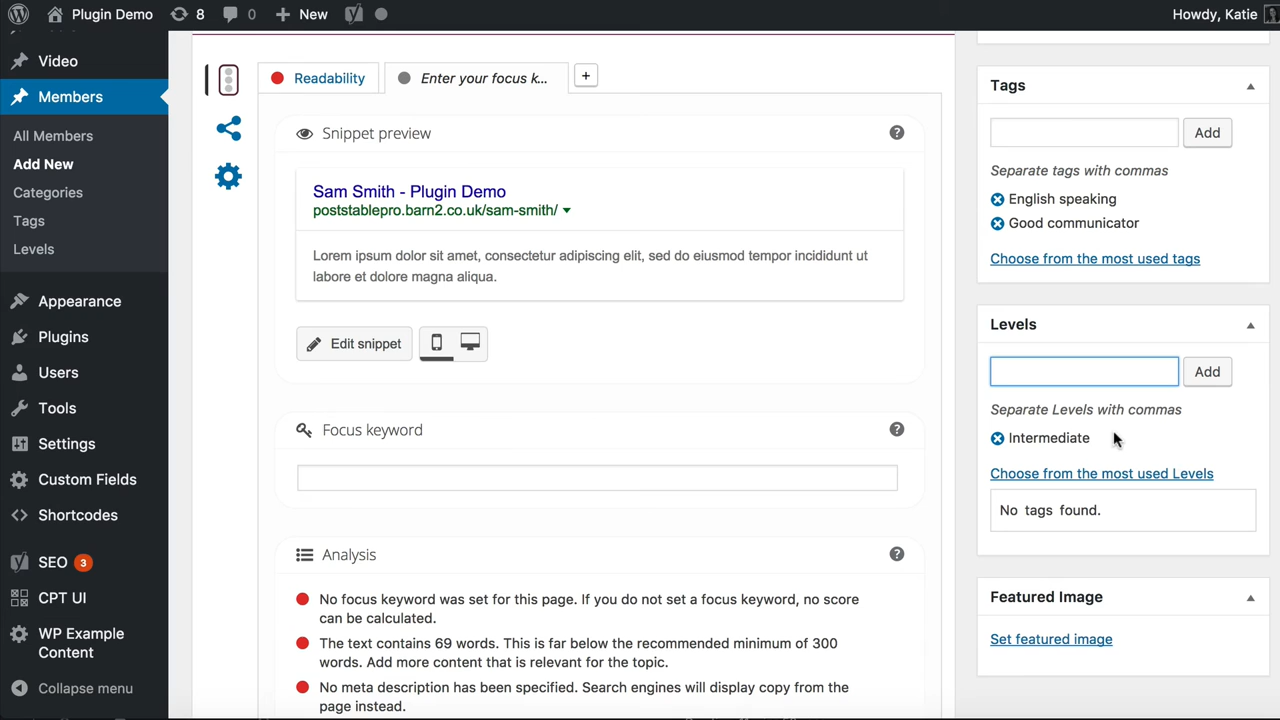 Plugin Demo
8
0
New
Howdy, Katie
Video
Members
All Members
Add New
Categories
Tags
Levels
Appearance
Plugins
Users
Tools
Settings
Custom Fields
Shortcodes
SEO 3
CPT UI
WP Example
Content
Collapse menu
Readability
Enter your focus k...
+
Snippet preview
?
Sam Smith - Plugin Demo
poststablepro.barn2.co.uk/sam-smith/
Lorem ipsum dolor sit amet, consectetur adipiscing elit, sed do eiusmod tempor incididunt ut
labore et dolore magna aliqua.
Edit snippet
Focus keyword
?
Analysis
?
No focus keyword was set for this page. If you do not set a focus keyword, no score
can be calculated.
The text contains 69 words. This is far below the recommended minimum of 300
words. Add more content that is relevant for the topic.
No meta description has been specified. Search engines will display copy from the
page instead.
Tags
Add
Separate tags with commas
English speaking
Good communicator
Choose from the most used tags
Levels
Add
Separate Levels with commas
Intermediate
Choose from the most used Levels
No tags found.
Featured Image
Set featured image